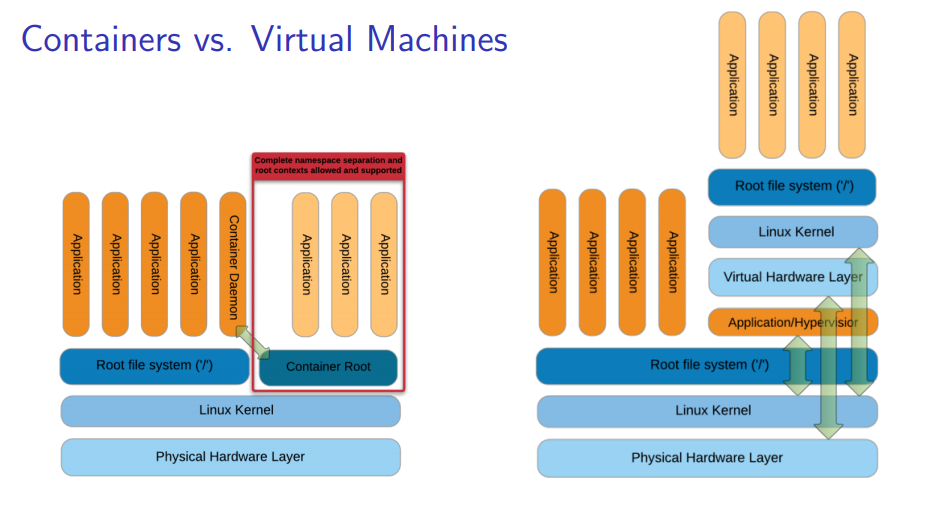 Containers vs. Virtual Machines
Complete namespace separation and
root contexts allowed and supported
Application
Application
Application
Application
Container Daemon
Application
Application
Application
Root file system ('/')
Container Root
Linux Kernel
Physical Hardware Layer
Application
Application
Application
Application
Root file system ('/')
Linux Kernel
Virtual Hardware Layer
Application
Application
Application
Application
Application/Hypervisior
Root file system ('/')
Linux Kernel
Physical Hardware Layer